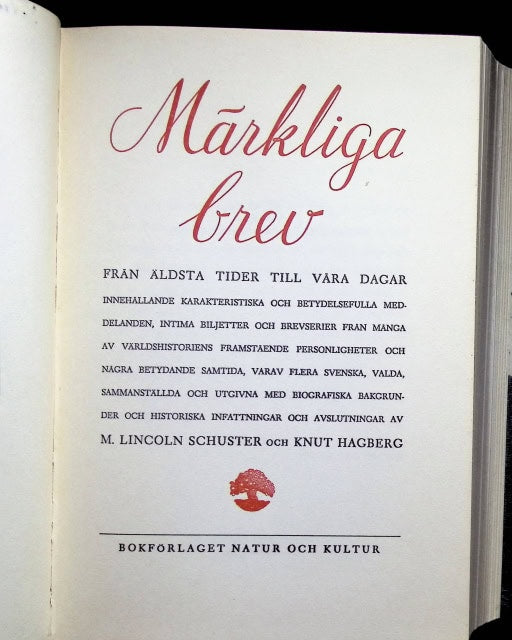 Märkliga
brev
FRÅN ÄLDSTA TIDER TILL VÅRA DAGAR
INNEHÅLLANDE KARAKTERISTISKA OCH BETYDELSEFULLA MED-
DELANDEN, INTIMA BILJETTER OCH BREVSERIER FRÅN MÅNGA
AV VÄRLDSHISTORIENS FRAMSTÅENDE PERSONLIGHETER OCH
NÅGRA BETYDANDE SAMTIDA, VARAV FLERA SVENSKA, VALDA,
SAMMANSTÄLLDA OCH UTGIVNA MED BIOGRAFISKA BAKGRUN-
DER OCH HISTORISKA INFATTNINGAR OCH AVSLUTNINGAR AV
M. LINCOLN SCHUSTER OCH KNUT HAGBERG
BOKFÖRLAGET NATUR OCH KULTUR